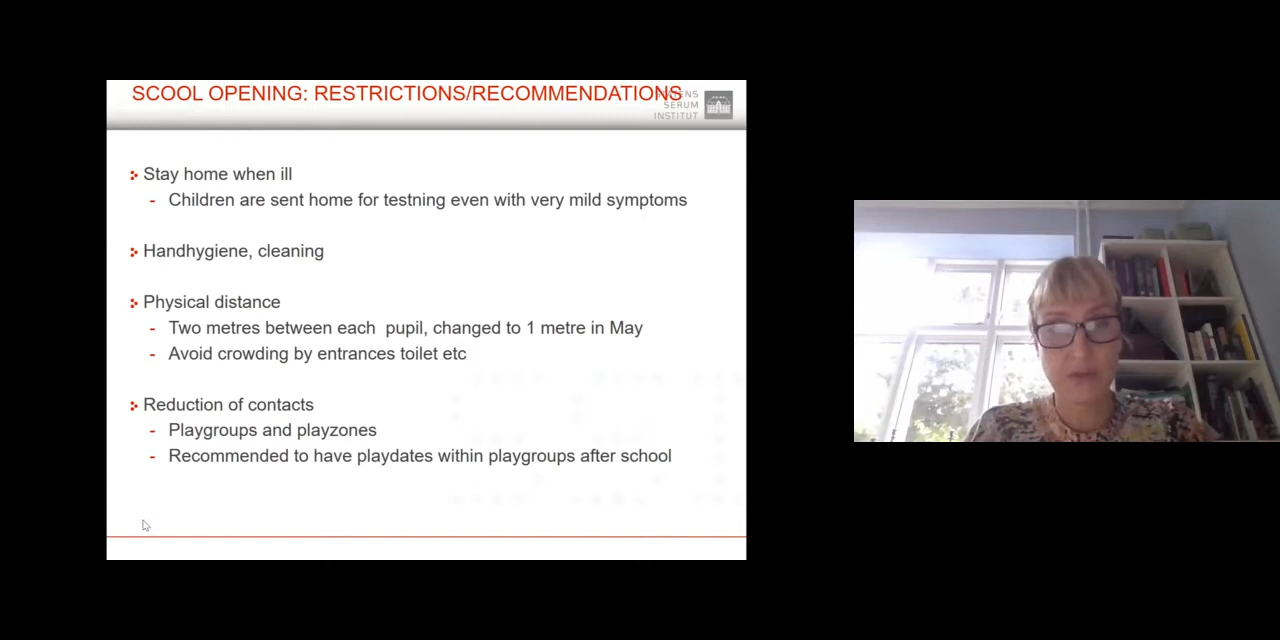 SCOOL OPENING: RESTRICTIONS/RECOMMENDATIONS
SERUM
INSTITUT
Stay home when ill
- Children are sent home for testning even with very mild symptoms
Handhygiene, cleaning
Physical distance
- Two metres between each pupil, changed to 1 metre in May
- Avoid crowding by entrances toilet etc
Reduction of contacts
- Playgroups and playzones
- Recommended to have playdates within playgroups after school